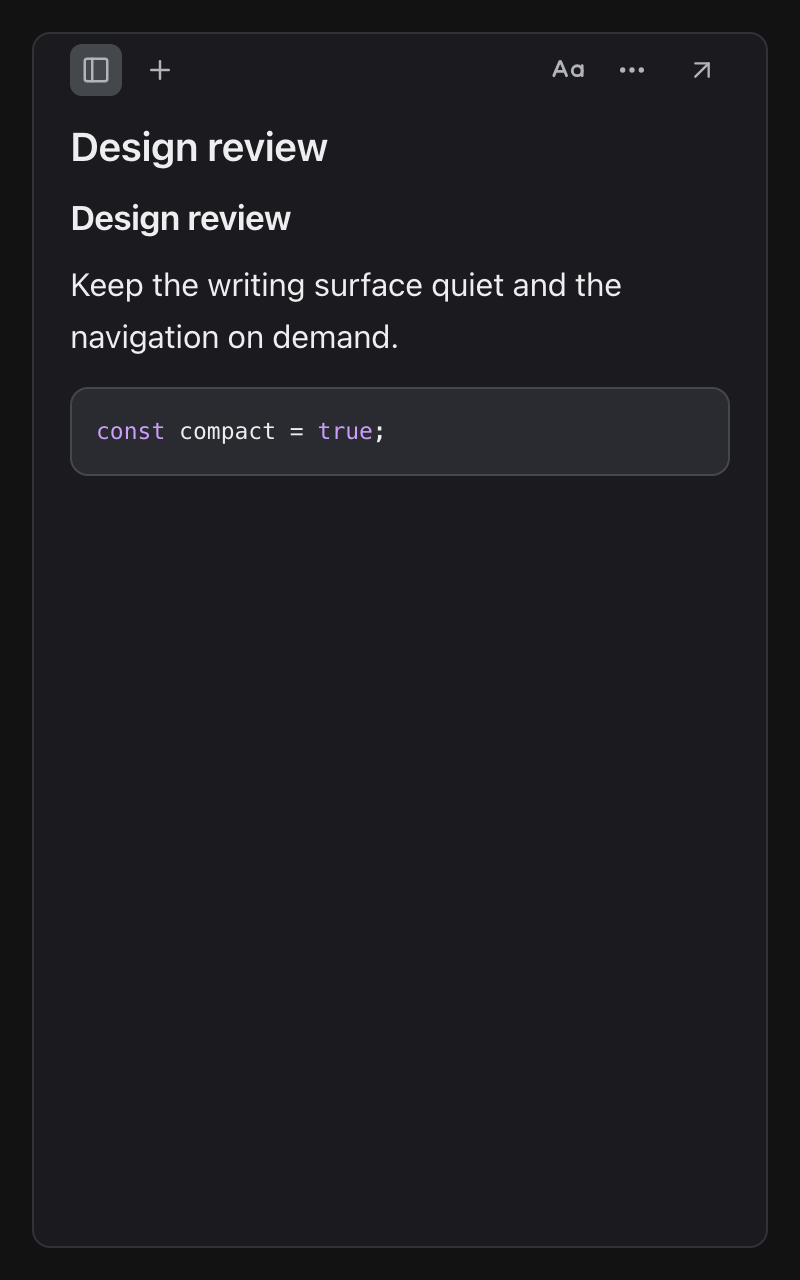 Aa
Design review
Design review
Keep the writing surface quiet and the
navigation on demand.
const compact = true;